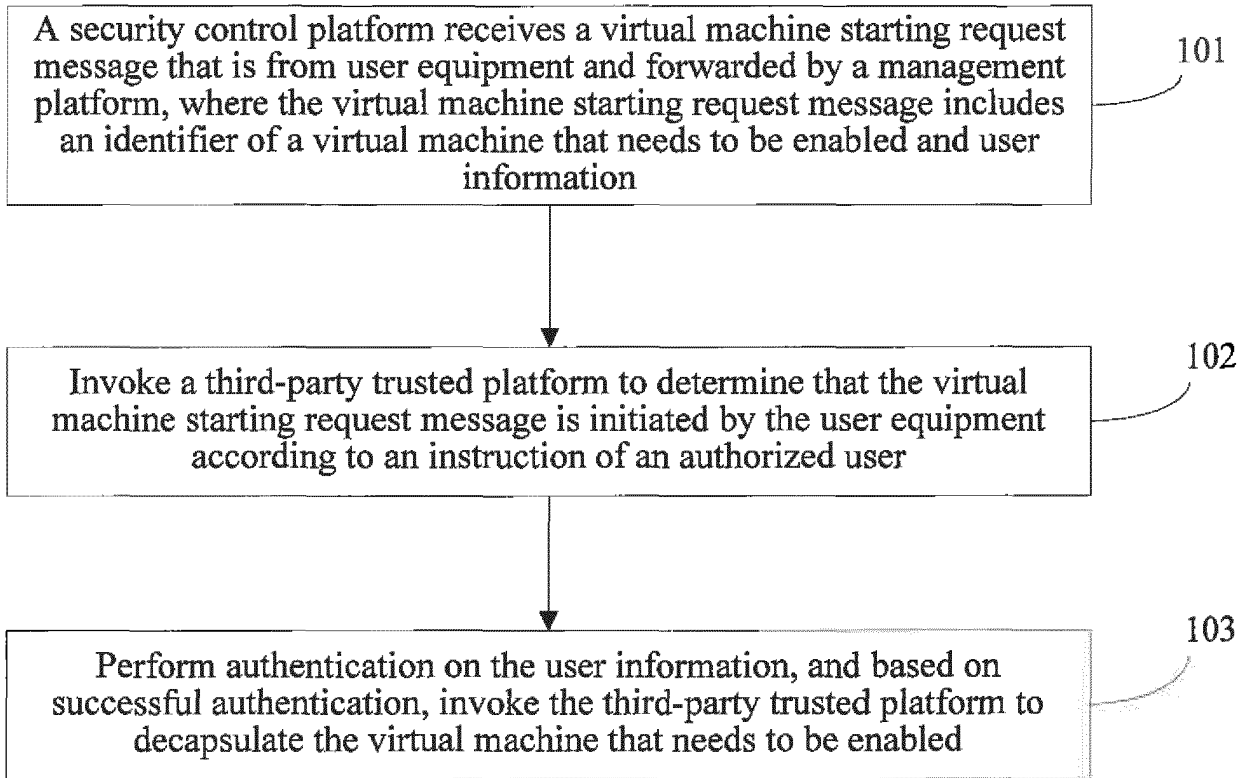 A security control platform receives a virtual machine starting request
message that is from user equipment and forwarded by a management
platform, where the virtual machine starting request message includes
an identifier of a virtual machine that needs to be enabled and user
information
101
Invoke a third-party trusted platform to determine that the virtual
machine starting request message is initiated by the user equipment
according to an instruction of an authorized user
102
Perform authentication on the user information, and based on
successful authentication, invoke the third-party trusted platform to
decapsulate the virtual machine that needs to be enabled
103